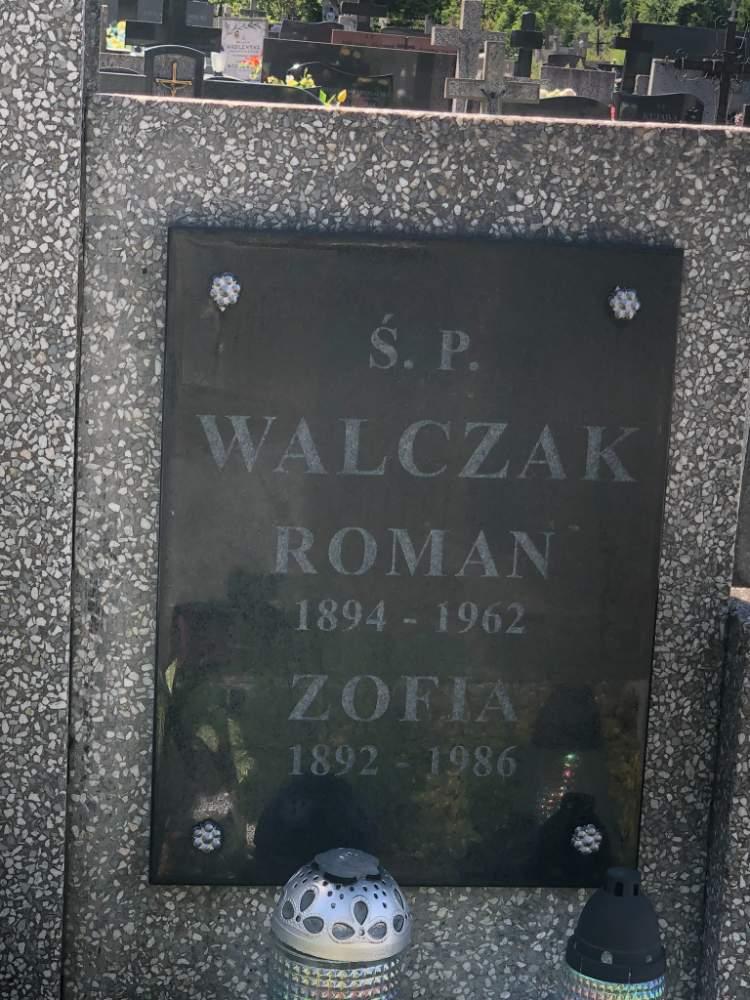 Ś. P.
WALCZAK
ROMAN
1894 - 1962
ZOFIA
1892 - 1986